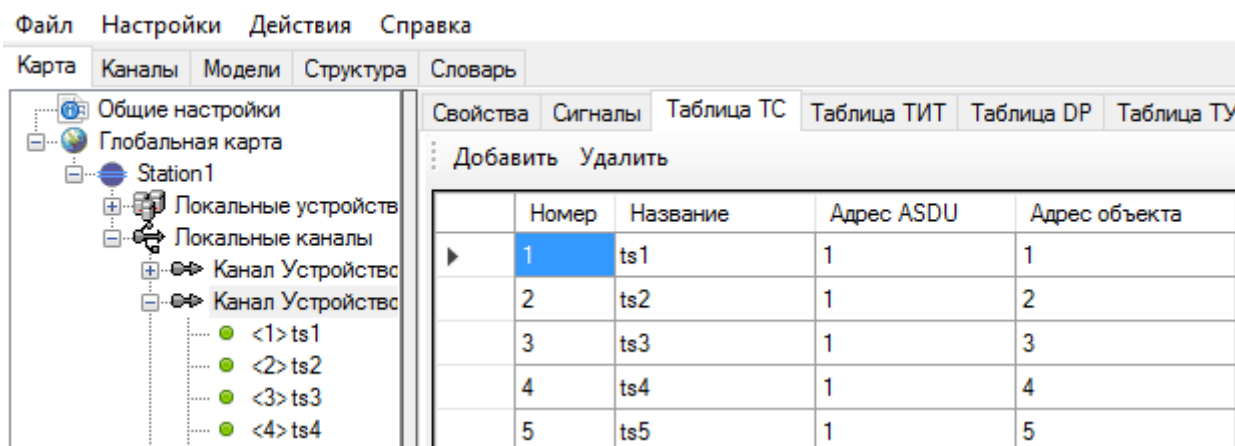 Файл Настройки Действия Справка
Карта Каналы Модели Структура Словарь
Общие настройки
Глобальная карта
Station1
Локальные устройств
Локальные каналы
Канал Устройство
Канал Устройство
<1> ts1
<2> ts2
<3> ts3
<4> ts4
Свойства Сигналы Таблица ТС Таблица ТИТ Таблица DP Таблица ТУ
Добавить Удалить
Номер Название Адрес ASDU Адрес объекта
1 ts1 1 1
2 ts2 1 2
3 ts3 1 3
4 ts4 1 4
5 ts5 1 5